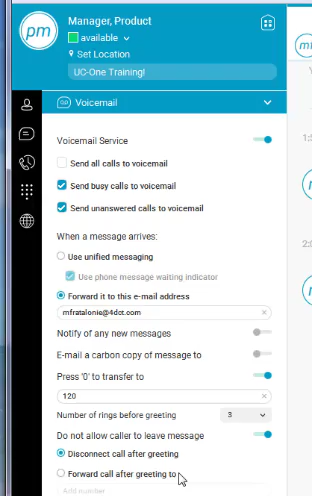 pm
Manager, Product
available
Set Location
UC-One Training!
Voicemail
Voicemail Service
Send all calls to voicemail
Send busy calls to voicemail
Send unanswered calls to voicemail
When a message arrives:
Use unified messaging
Use phone message waiting indicator
Forward it to this e-mail address
mfratalonie@4dct.com
Notify of any new messages
E-mail a carbon copy of message to
Press '0' to transfer to
120
Number of rings before greeting 3
Do not allow caller to leave message
Disconnect call after greeting
Forward call after greeting to
Add number